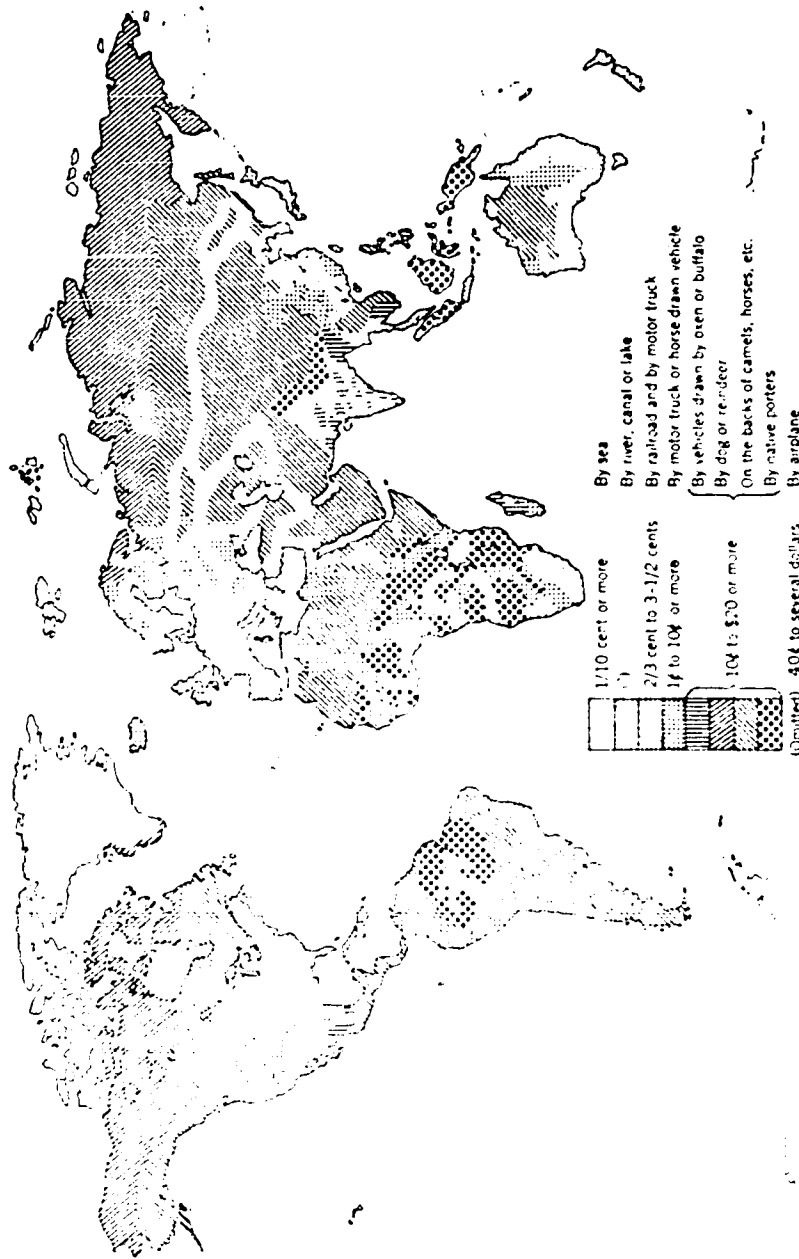 1/10 cent or more By sea
By river, canal or lake
2/3 cent to 3-1/2 cents By railroad and by motor truck
1¢ to 10¢ or more By motor truck or horse drawn vehicle
By vehicles drawn by oxen or buffalo
By dog or reindeer
10¢ to $20 or more
On the backs of camels, horses, etc.
By native porters
(Omitted) 40¢ to several dollars By airplane